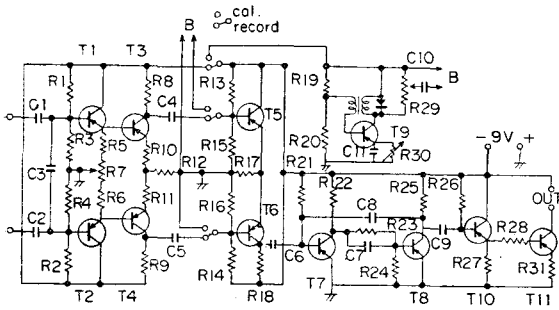 cal.
record
B
T1 T3
C10
R1 R8 R13 R19 B
R29
C1 C4 T5
R3 R5 R10 R15 T9
C11
R20 R30
C3 R7 R12 R17 -9V +
R21
R4 R6 R11 R16 T6 R22 C8 R25 R26 OUT
C2 R23 R28
C5 C6 C7 C9
R2 R9 R14 R24 R27 R31
T7
T2 T4 R18 T8 T10 T11